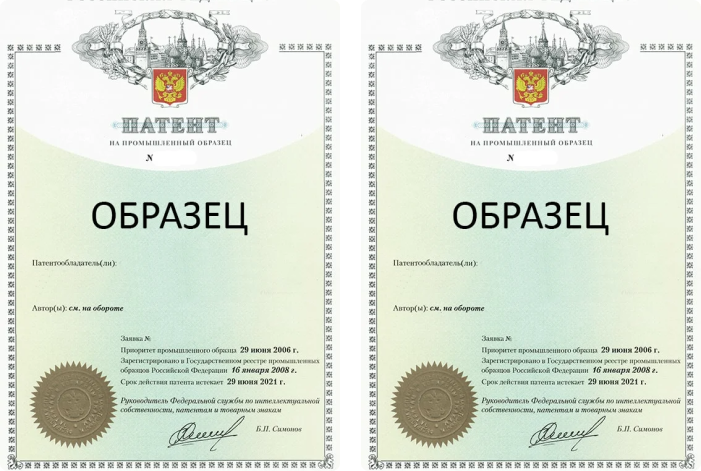 ПАТЕНТ
НА ПРОМЫШЛЕННЫЙ ОБРАЗЕЦ
N
ОБРАЗЕЦ
Патентообладатель(ли):
Автор(ы): см. на обороте
Заявка №
Приоритет промышленного образца 29 июня 2006 г.
Зарегистрировано в Государственном реестре промышленных
образцов Российской Федерации 16 января 2008 г.
Срок действия патента истекает 29 июня 2021 г.
Руководитель Федеральной службы по интеллектуальной
собственности, патентам и товарным знакам
Б.П. Симонов
ПАТЕНТ
НА ПРОМЫШЛЕННЫЙ ОБРАЗЕЦ
N
ОБРАЗЕЦ
Патентообладатель(ли):
Автор(ы): см. на обороте
Заявка №
Приоритет промышленного образца 29 июня 2006 г.
Зарегистрировано в Государственном реестре промышленных
образцов Российской Федерации 16 января 2008 г.
Срок действия патента истекает 29 июня 2021 г.
Руководитель Федеральной службы по интеллектуальной
собственности, патентам и товарным знакам
Б.П. Симонов